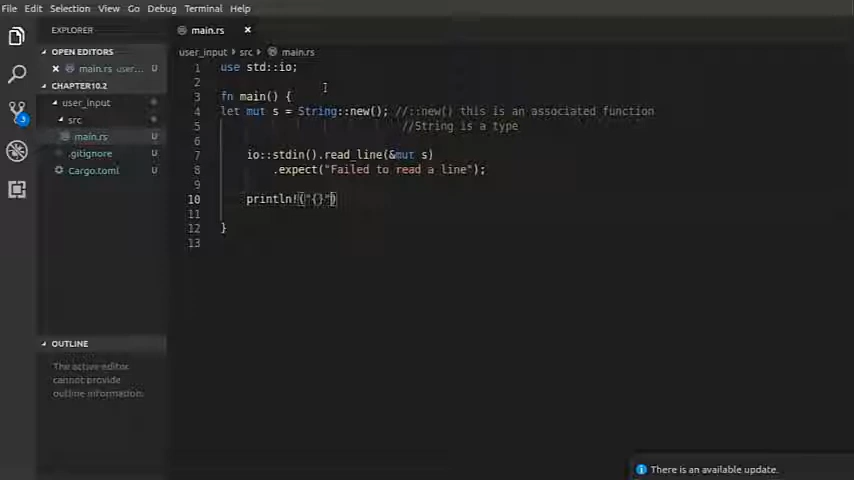 File Edit Selection View Go Debug Terminal Help
EXPLORER
OPEN EDITORS
main.rs user... U
CHAPTER10.2
user_input
src
main.rs U
.gitignore U
Cargo.toml U
3
OUTLINE
The active editor
cannot provide
outline information.
main.rs
user_input › src › main.rs
1 use std::io;
2
3 fn main() {
4 let mut s = String::new(); //::new() this is an associated function
5 //String is a type
6
7 io::stdin().read_line(&mut s)
8 .expect("Failed to read a line");
9
10 println!("{}")
11
12 }
13
There is an available update.